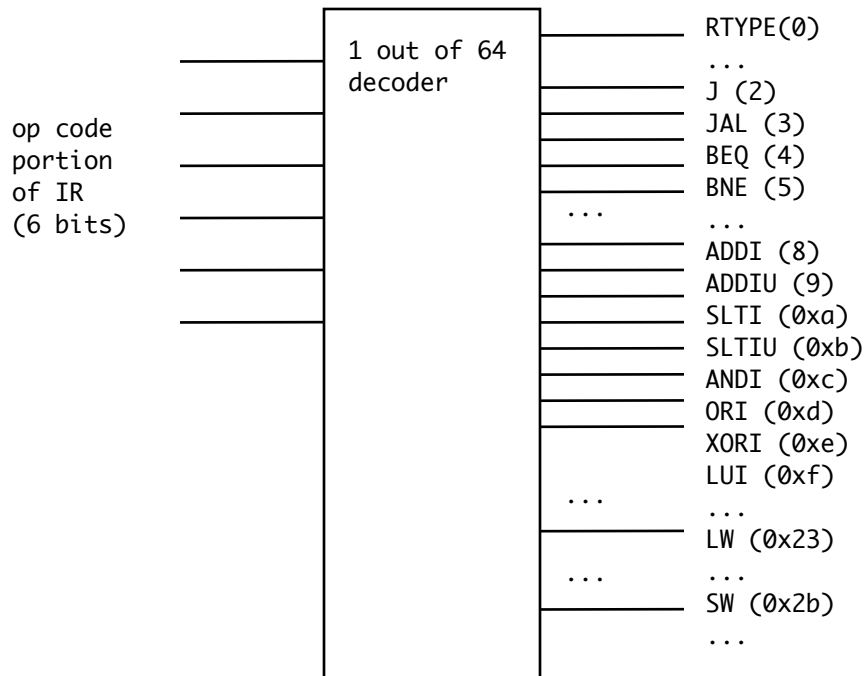 1 out of 64
decoder
op code
portion
of IR
(6 bits)
...
...
...
RTYPE(0)
...
J (2)
JAL (3)
BEQ (4)
BNE (5)
...
ADDI (8)
ADDIU (9)
SLTI (0xa)
SLTIU (0xb)
ANDI (0xc)
ORI (0xd)
XORI (0xe)
LUI (0xf)
...
LW (0x23)
...
SW (0x2b)
...